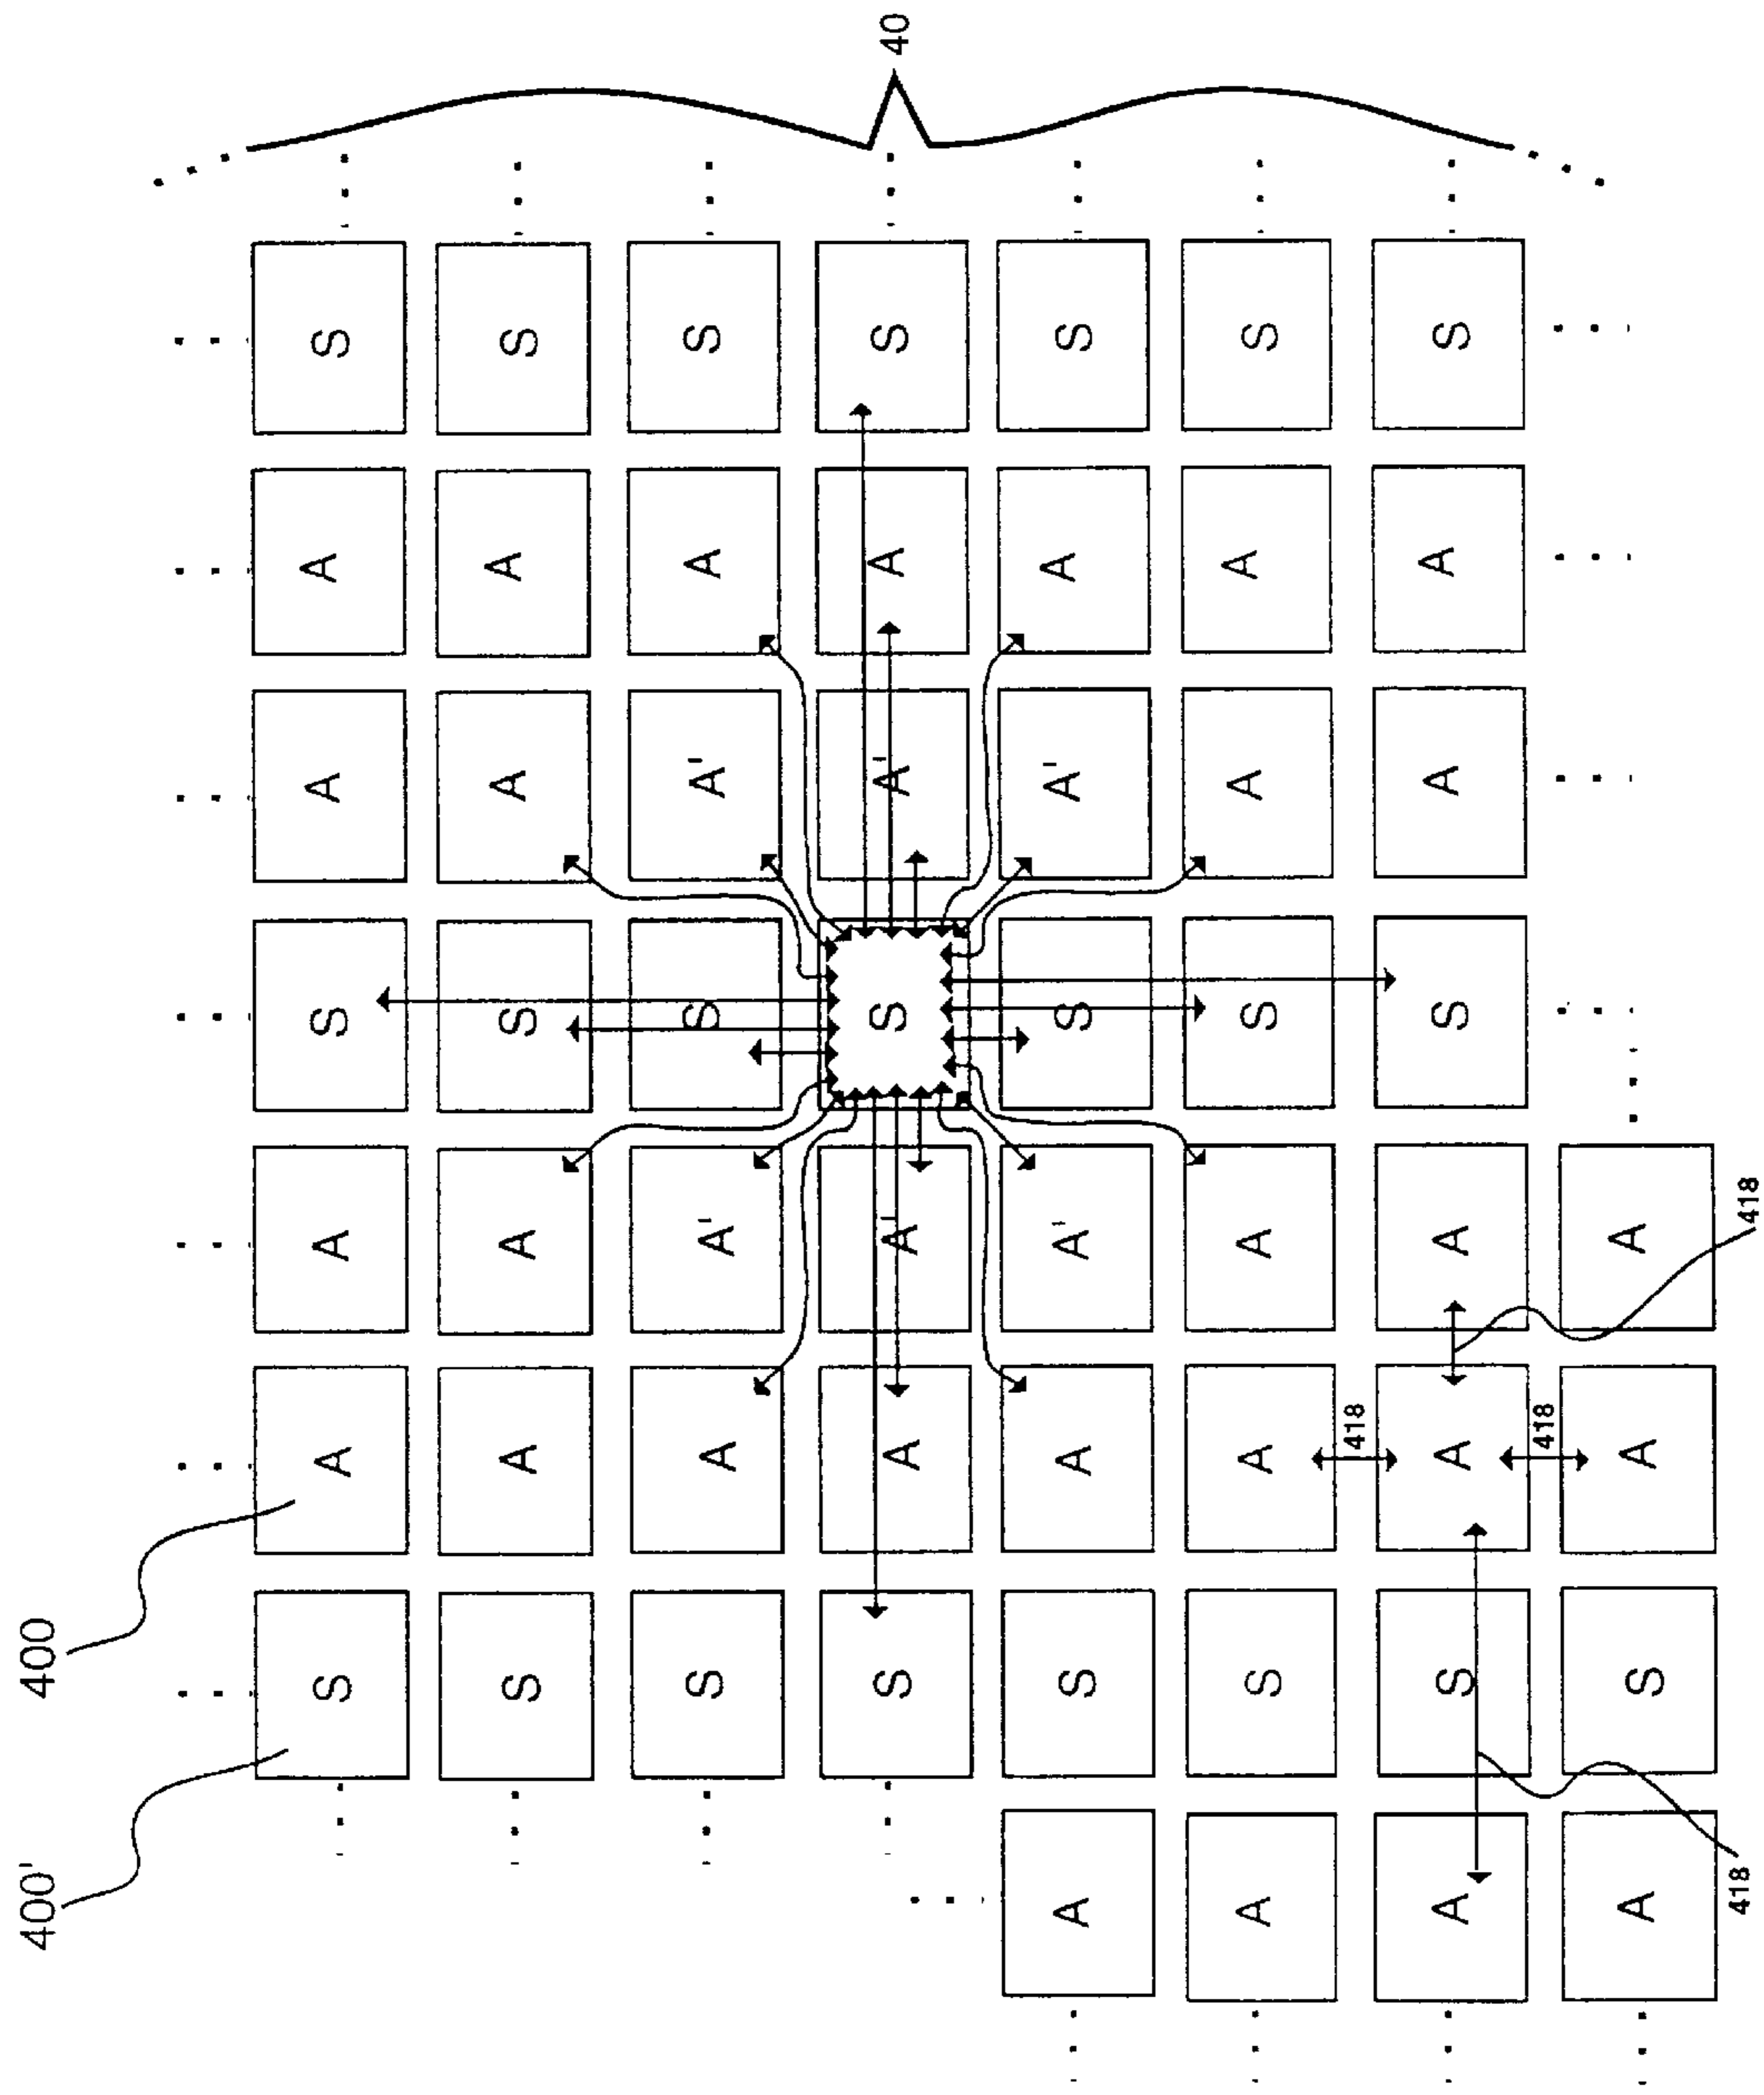 400' 400
S A A S A A S
S A A S A A S
S A A' S A' A S
S A A' S A' A S 40
A S A A' S A' A S
A S A A S A A S
418
A S A A S A A S
418
A S A A
418 418